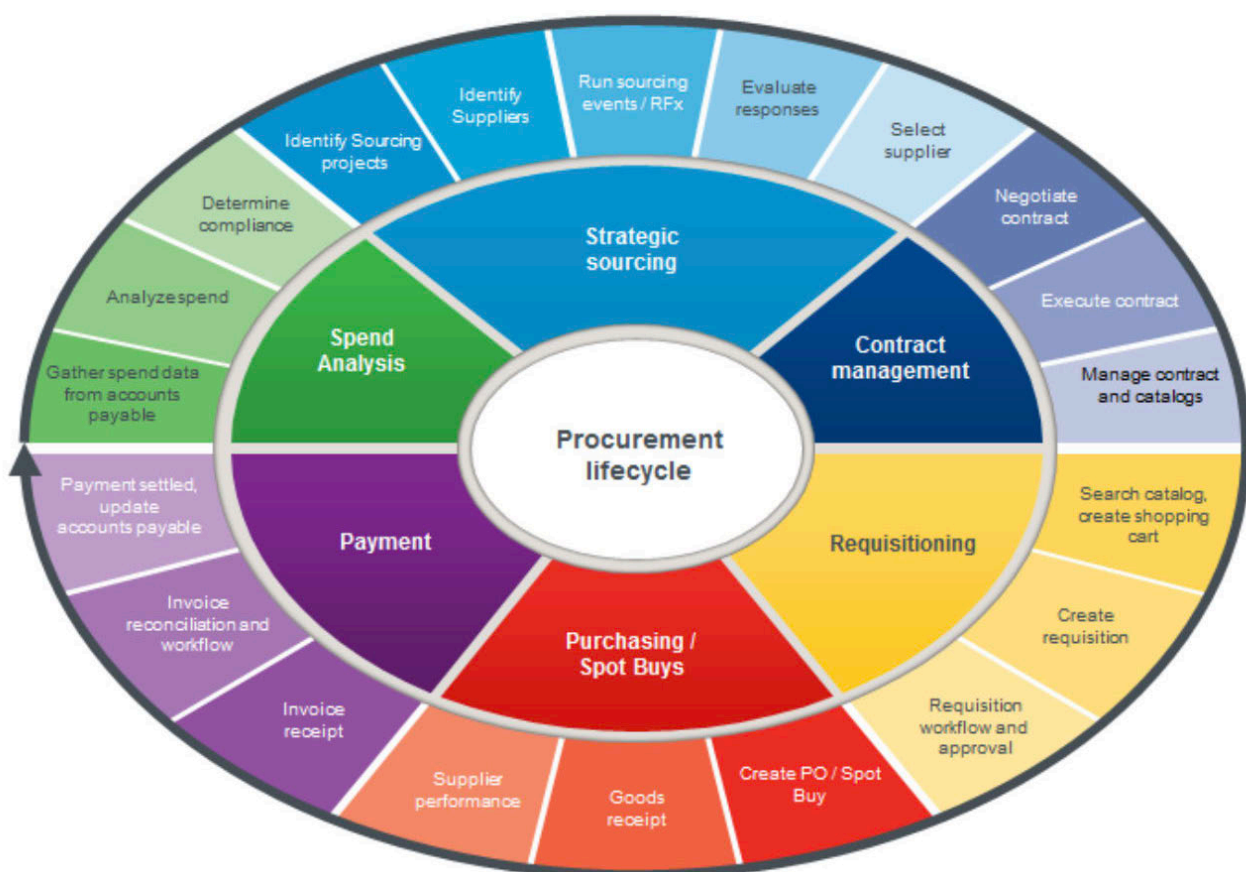 Identify Sourcing
projects
Identify
Suppliers
Run sourcing
events / RFx
Evaluate
responses
Select
supplier
Negotiate
contract
Execute contract
Manage contract
and catalogs
Search catalog,
create shopping
cart
Create
requisition
Requisition
workflow and
approval
Create PO / Spot
Buy
Goods
receipt
Supplier
performance
Invoice
receipt
Invoice
reconciliation and
workflow
Payment settled,
update
accounts payable
Gather spend data
from accounts
payable
Analyze spend
Determine
compliance
Strategic
sourcing
Contract
management
Requisitioning
Purchasing /
Spot Buys
Payment
Spend
Analysis
Procurement
lifecycle